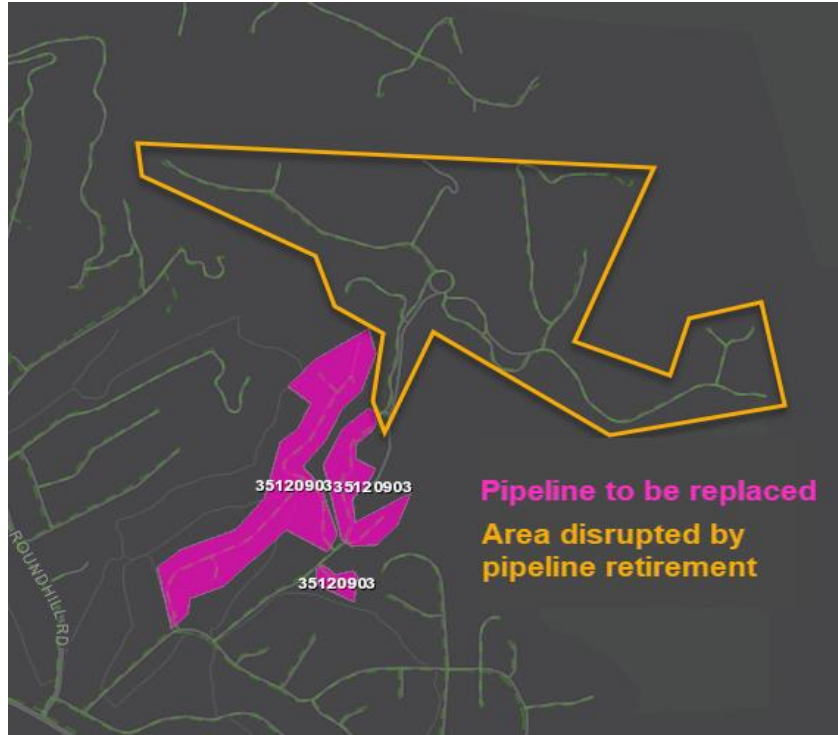 35120903
35120903
Pipeline to be replaced
Area disrupted by
pipeline retirement
35120903
ROUNDHILL RD